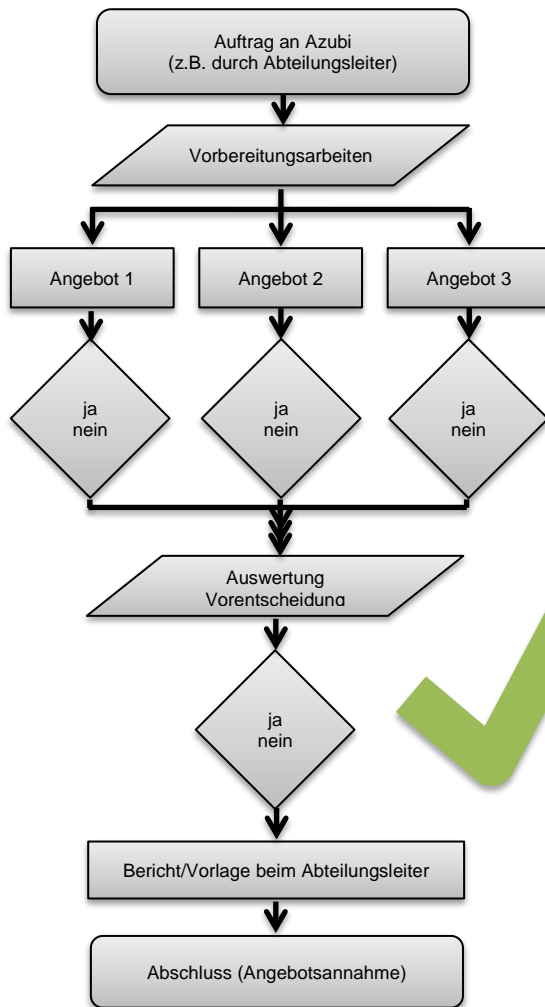 Auftrag an Azubi
(z.B. durch Abteilungsleiter)
Vorbereitungsarbeiten
Angebot 1
Angebot 2
Angebot 3
ja
nein
ja
nein
ja
nein
Auswertung
Vorentscheidung
ja
nein
Bericht/Vorlage beim Abteilungsleiter
Abschluss (Angebotsannahme)